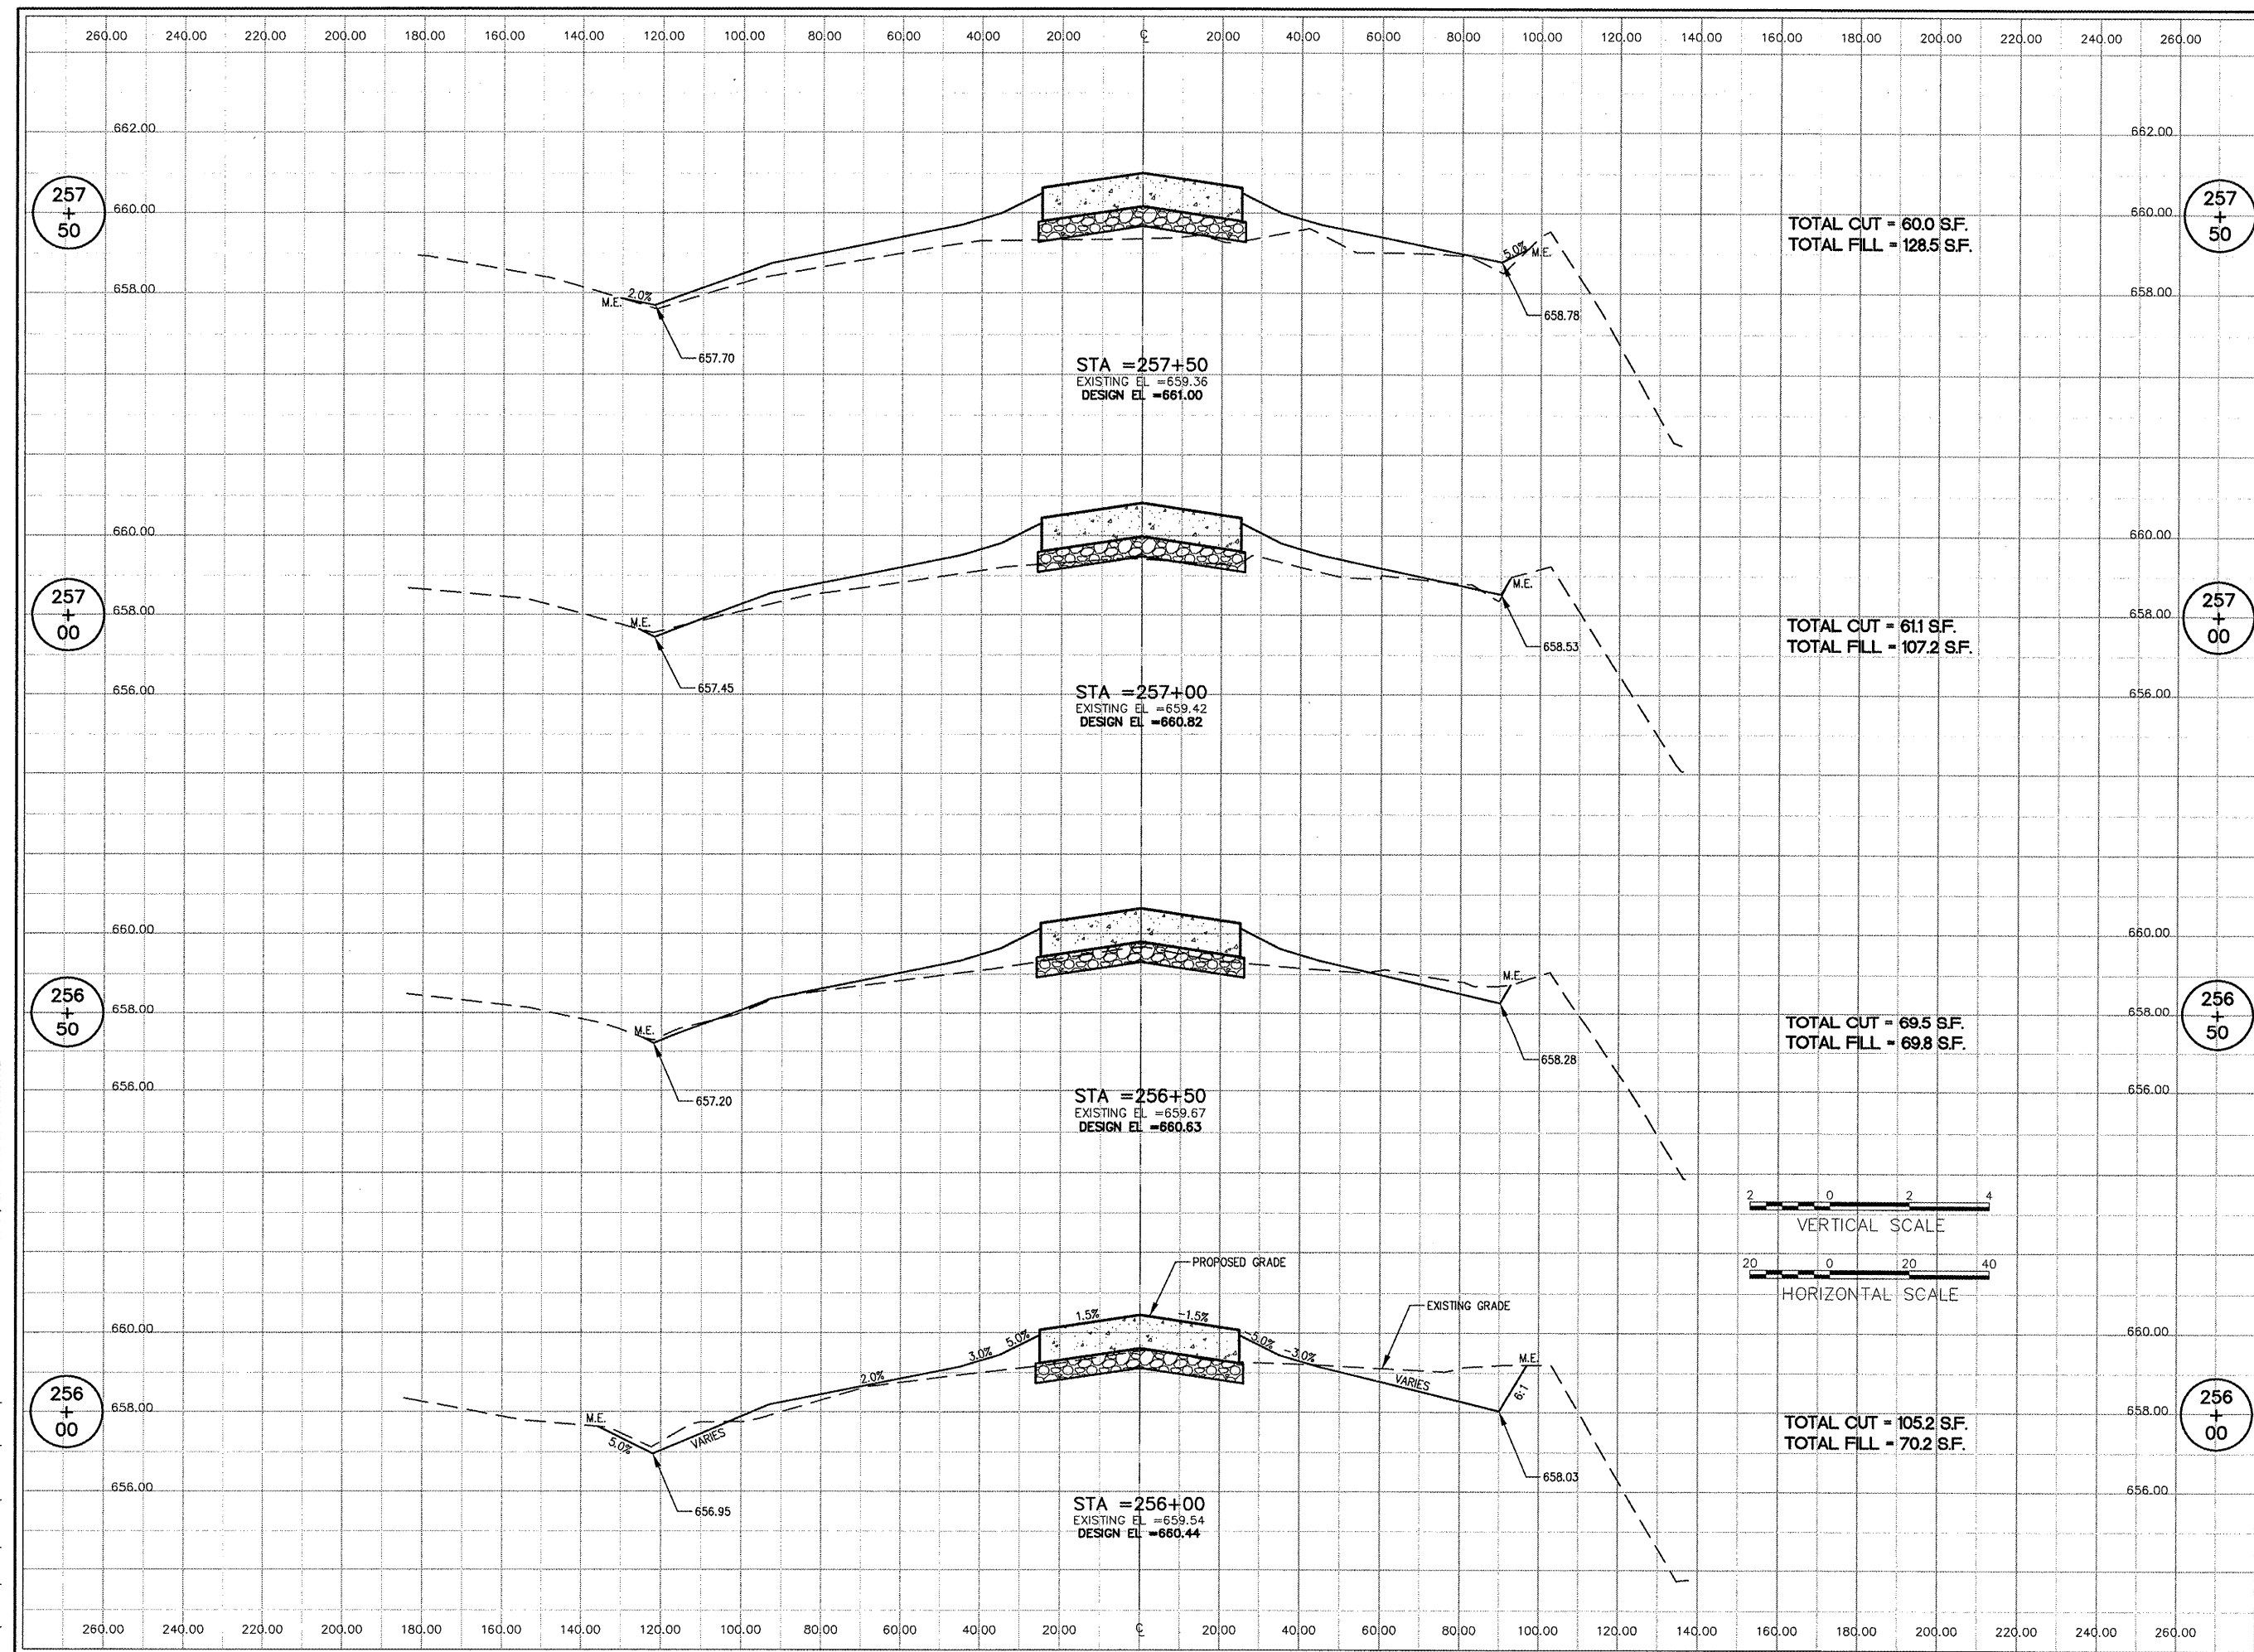 260.00 240.00 220.00 200.00 180.00 160.00 140.00 120.00 100.00 80.00 60.00 40.00 20.00 ℄ 20.00 40.00 60.00 80.00 100.00 120.00 140.00 160.00 180.00 200.00 220.00 240.00 260.00
662.00 662.00
257
+
50
660.00 660.00
257
+
50
TOTAL CUT = 60.0 S.F.
TOTAL FILL = 128.5 S.F.
5.0% M.E.
658.00 658.00
M.E. 2.0%
658.78
657.70
STA =257+50
EXISTING EL =659.36
DESIGN EL =661.00
660.00 660.00
M.E.
257
+
00
658.00 658.00
257
+
00
M.E.
TOTAL CUT = 61.1 S.F.
TOTAL FILL = 107.2 S.F.
658.53
657.45
656.00 656.00
STA =257+00
EXISTING EL =659.42
DESIGN EL =660.82
660.00 660.00
M.E.
256
+
50
658.00 658.00
256
+
50
M.E.
TOTAL CUT = 69.5 S.F.
TOTAL FILL = 69.8 S.F.
658.28
656.00 656.00
657.20
STA =256+50
EXISTING EL =659.67
DESIGN EL =660.63
2 0 2 4
VERTICAL SCALE
20 0 20 40
HORIZONTAL SCALE
PROPOSED GRADE
EXISTING GRADE
660.00 660.00
2.0% 3.0% 5.0% 1.5% -1.5% -5.0% -3.0% VARIES 6:1 M.E.
256
+
00
658.00 658.00
256
+
00
M.E. 5.0% VARIES
TOTAL CUT = 105.2 S.F.
TOTAL FILL = 70.2 S.F.
658.03
656.00 656.00
656.95
STA =256+00
EXISTING EL =659.54
DESIGN EL =660.44
260.00 240.00 220.00 200.00 180.00 160.00 140.00 120.00 100.00 80.00 60.00 40.00 20.00 ℄ 20.00 40.00 60.00 80.00 100.00 120.00 140.00 160.00 180.00 200.00 220.00 240.00 260.00